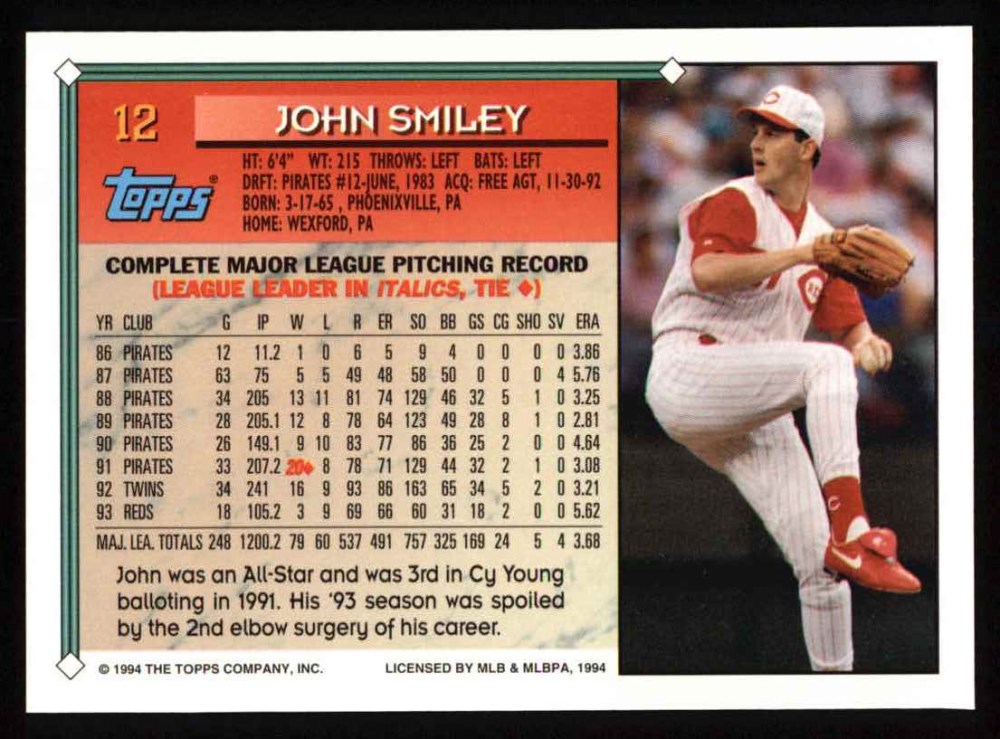 12
JOHN SMILEY
TOPPS®
HT: 6'4" WT: 215 THROWS: LEFT BATS: LEFT
DRFT: PIRATES #12-JUNE, 1983 ACQ: FREE AGT, 11-30-92
BORN: 3-17-65 , PHOENIXVILLE, PA
HOME: WEXFORD, PA
COMPLETE MAJOR LEAGUE PITCHING RECORD
(LEAGUE LEADER IN ITALICS, TIE ♦)
YR CLUB G IP W L R ER SO BB GS CG SHO SV ERA
86 PIRATES 12 11.2 1 0 6 5 9 4 0 0 0 0 3.86
87 PIRATES 63 75 5 5 49 48 58 50 0 0 0 4 5.76
88 PIRATES 34 205 13 11 81 74 129 46 32 5 1 0 3.25
89 PIRATES 28 205.1 12 8 78 64 123 49 28 8 1 0 2.81
90 PIRATES 26 149.1 9 10 83 77 86 36 25 2 0 0 4.64
91 PIRATES 33 207.2 20♦ 8 78 71 129 44 32 2 1 0 3.08
92 TWINS 34 241 16 9 93 86 163 65 34 5 2 0 3.21
93 REDS 18 105.2 3 9 69 66 60 31 18 2 0 0 5.62
MAJ. LEA. TOTALS 248 1200.2 79 60 537 491 757 325 169 24 5 4 3.68
John was an All-Star and was 3rd in Cy Young
balloting in 1991. His '93 season was spoiled
by the 2nd elbow surgery of his career.
© 1994 THE TOPPS COMPANY, INC. LICENSED BY MLB & MLBPA, 1994